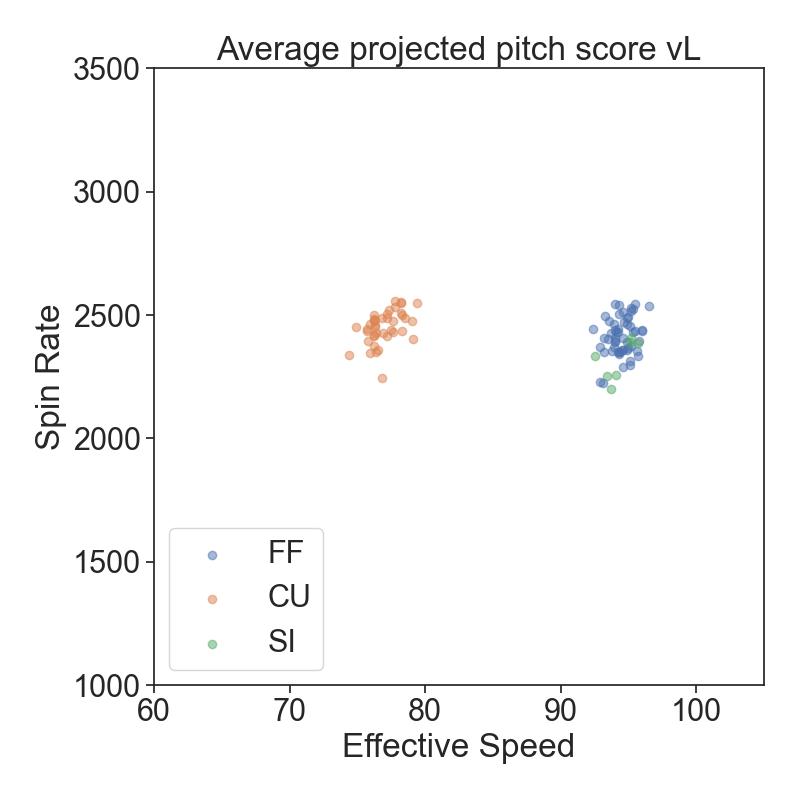 Average projected pitch score vL
3500
3000
2500
2000
1500
1000
Spin Rate
FF
CU
SI
60 70 80 90 100
Effective Speed